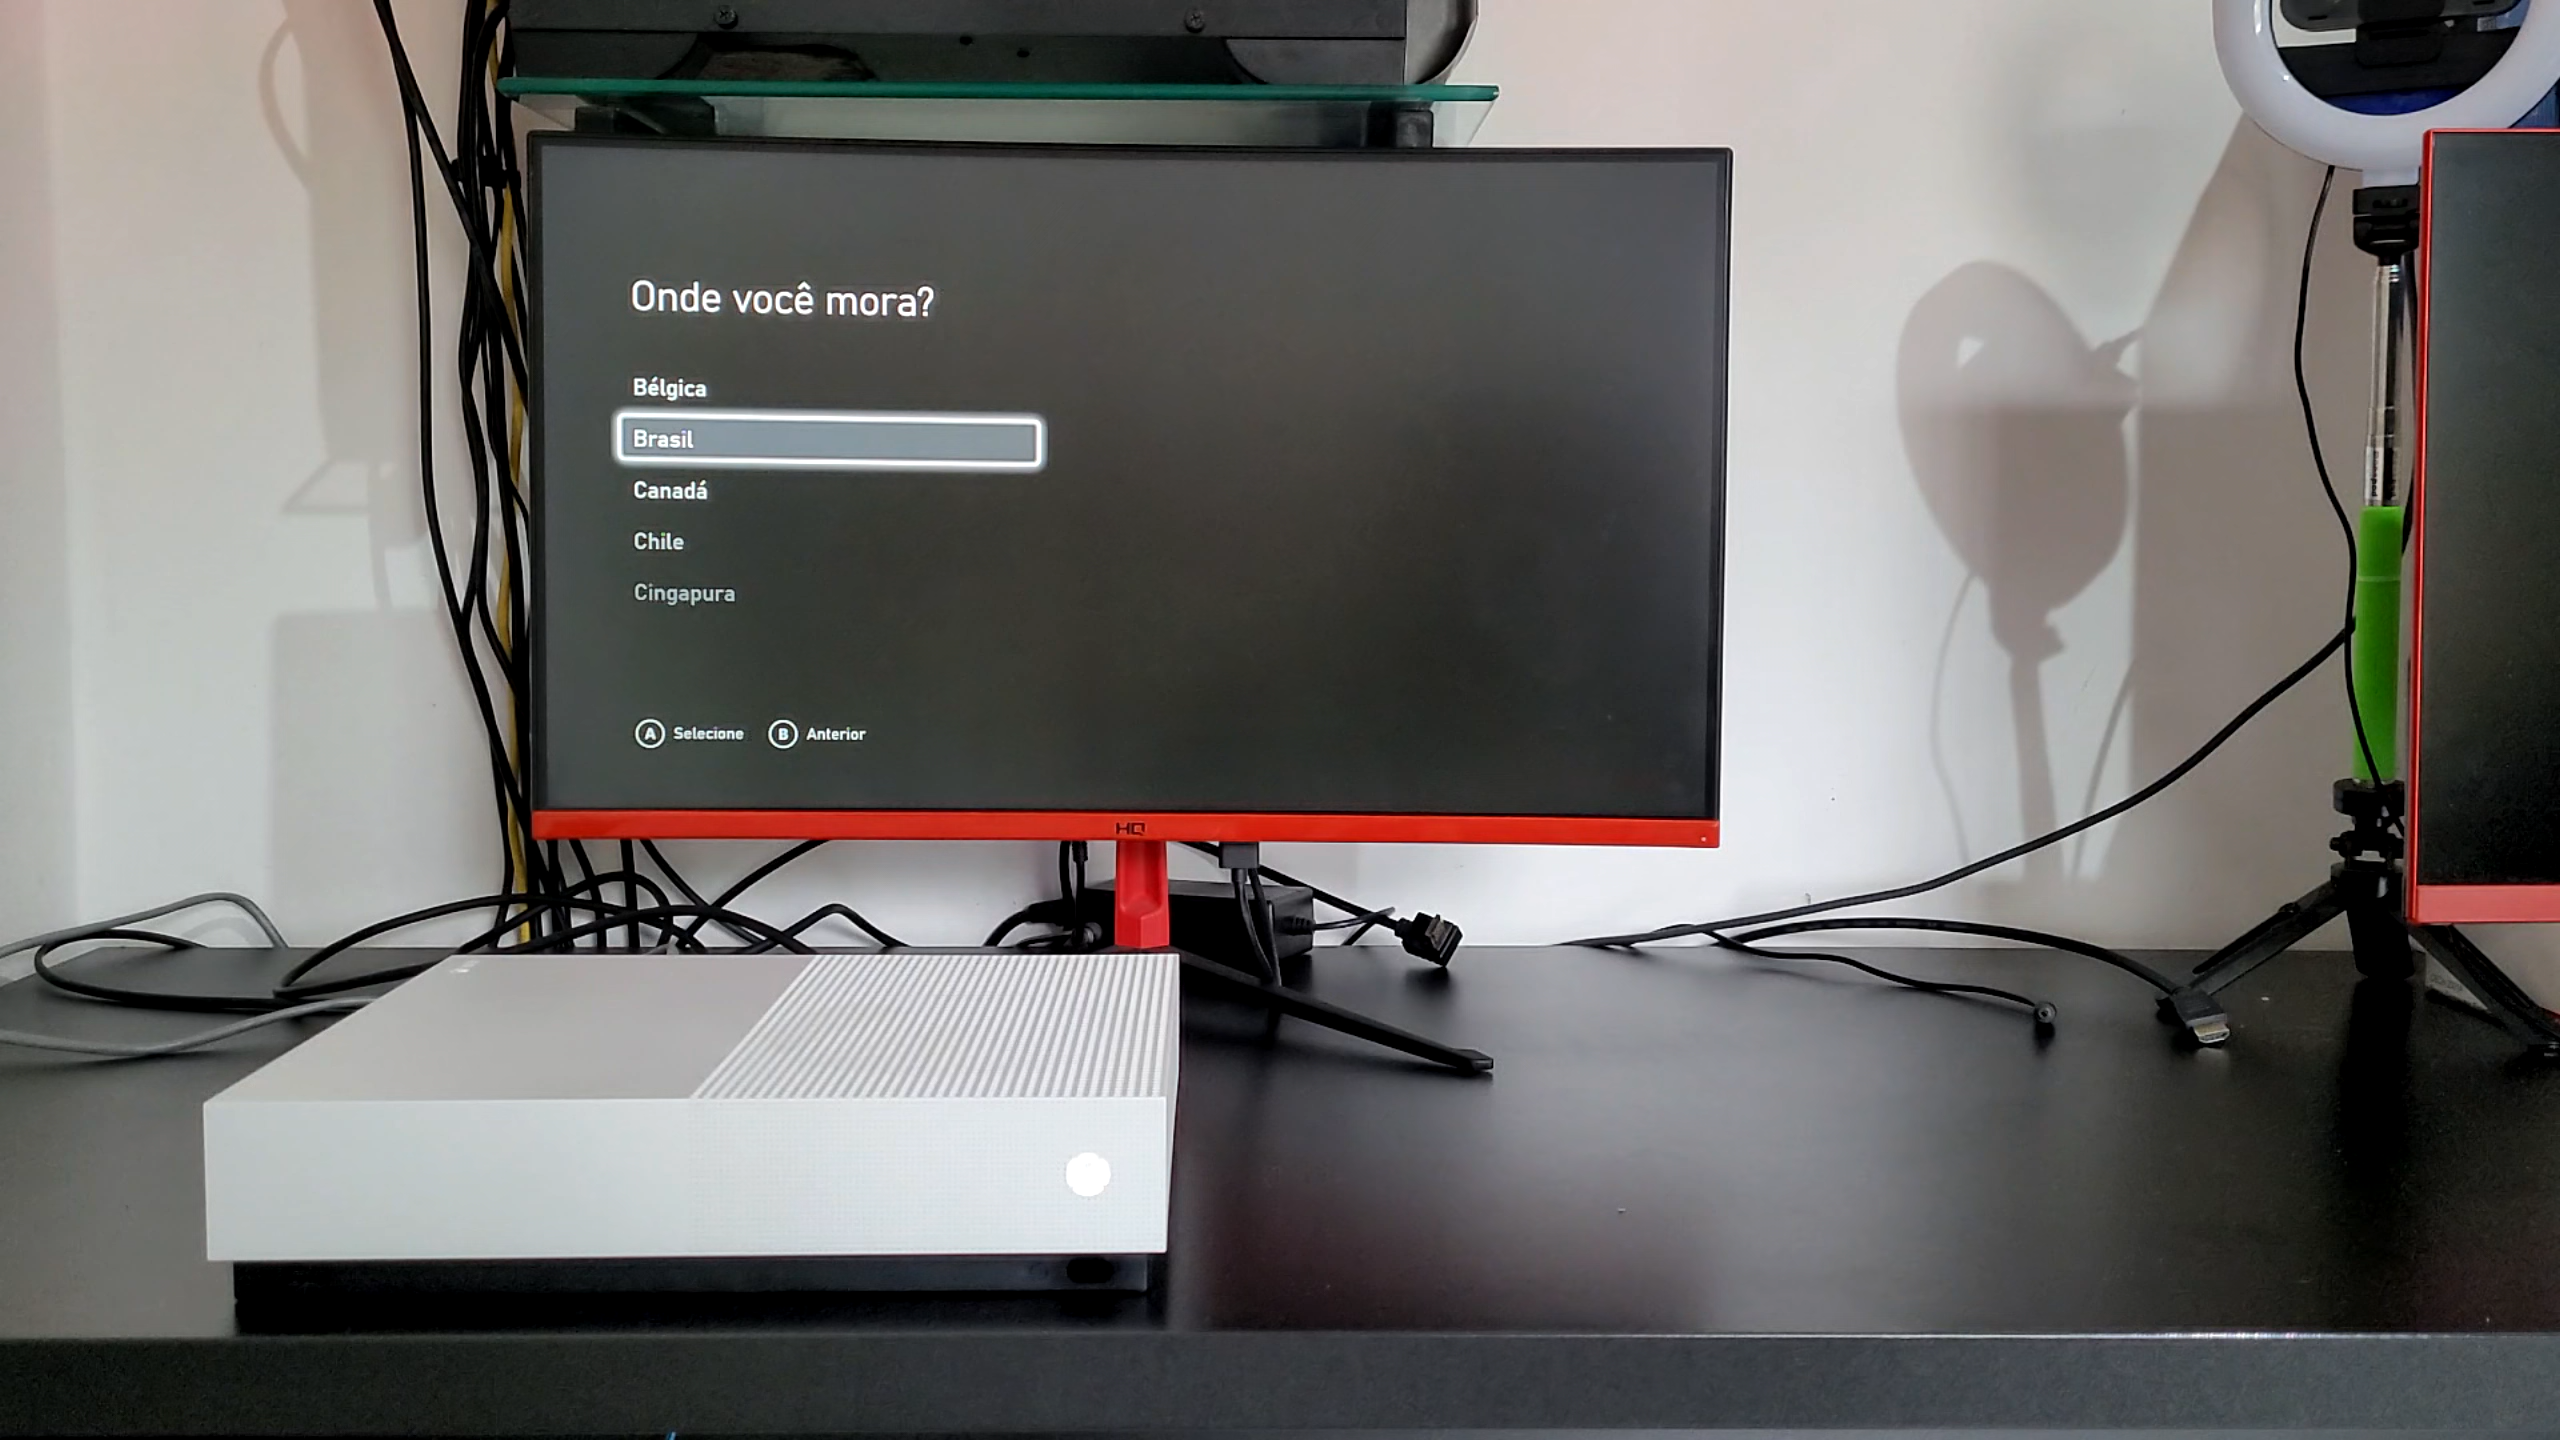 Onde você mora?
Bélgica
Brasil
Canadá
Chile
Cingapura
A Selecione B Anterior
HQ